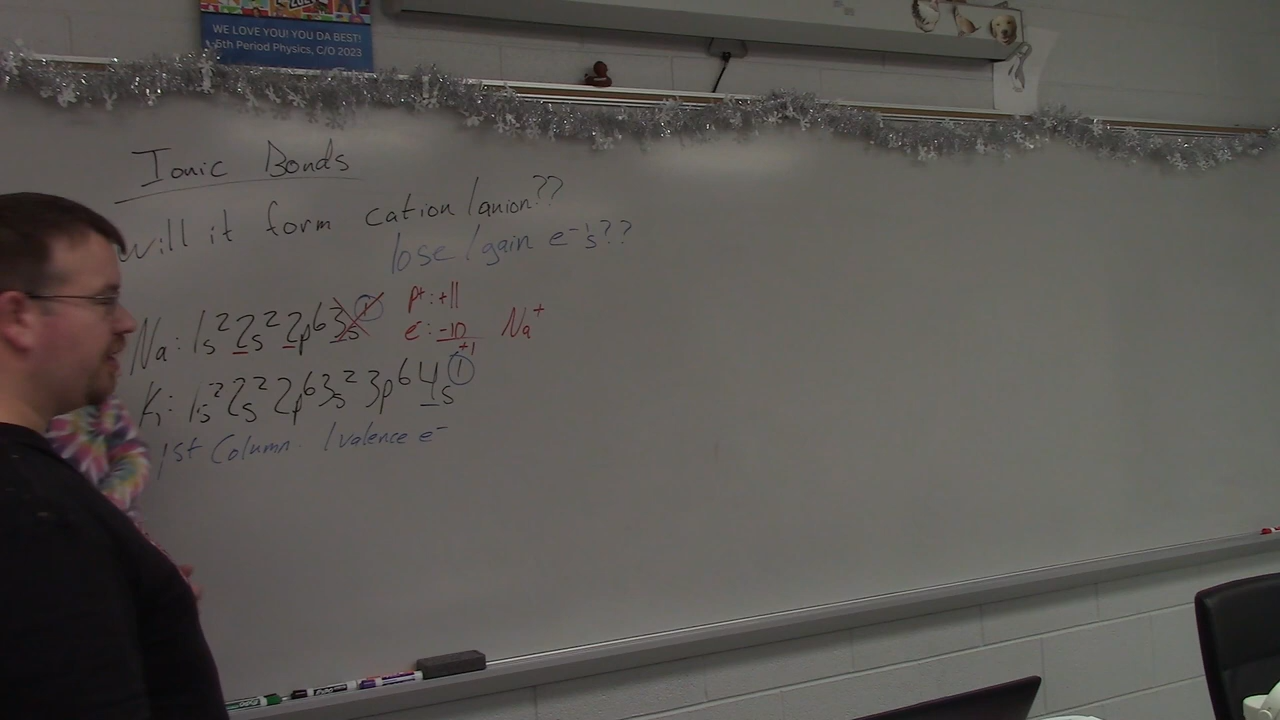 WE LOVE YOU! YOU DA BEST!
5th Period Physics, C/O 2023
Ionic Bonds
Will it form cation/anion??
lose/gain e⁻'s??
Na: 1s² 2s² 2p⁶ 3s¹ p⁺: +11
e⁻: -10 Na⁺
+1
K: 1s² 2s² 2p⁶ 3s² 3p⁶ 4s¹
1st Column. 1 valence e⁻